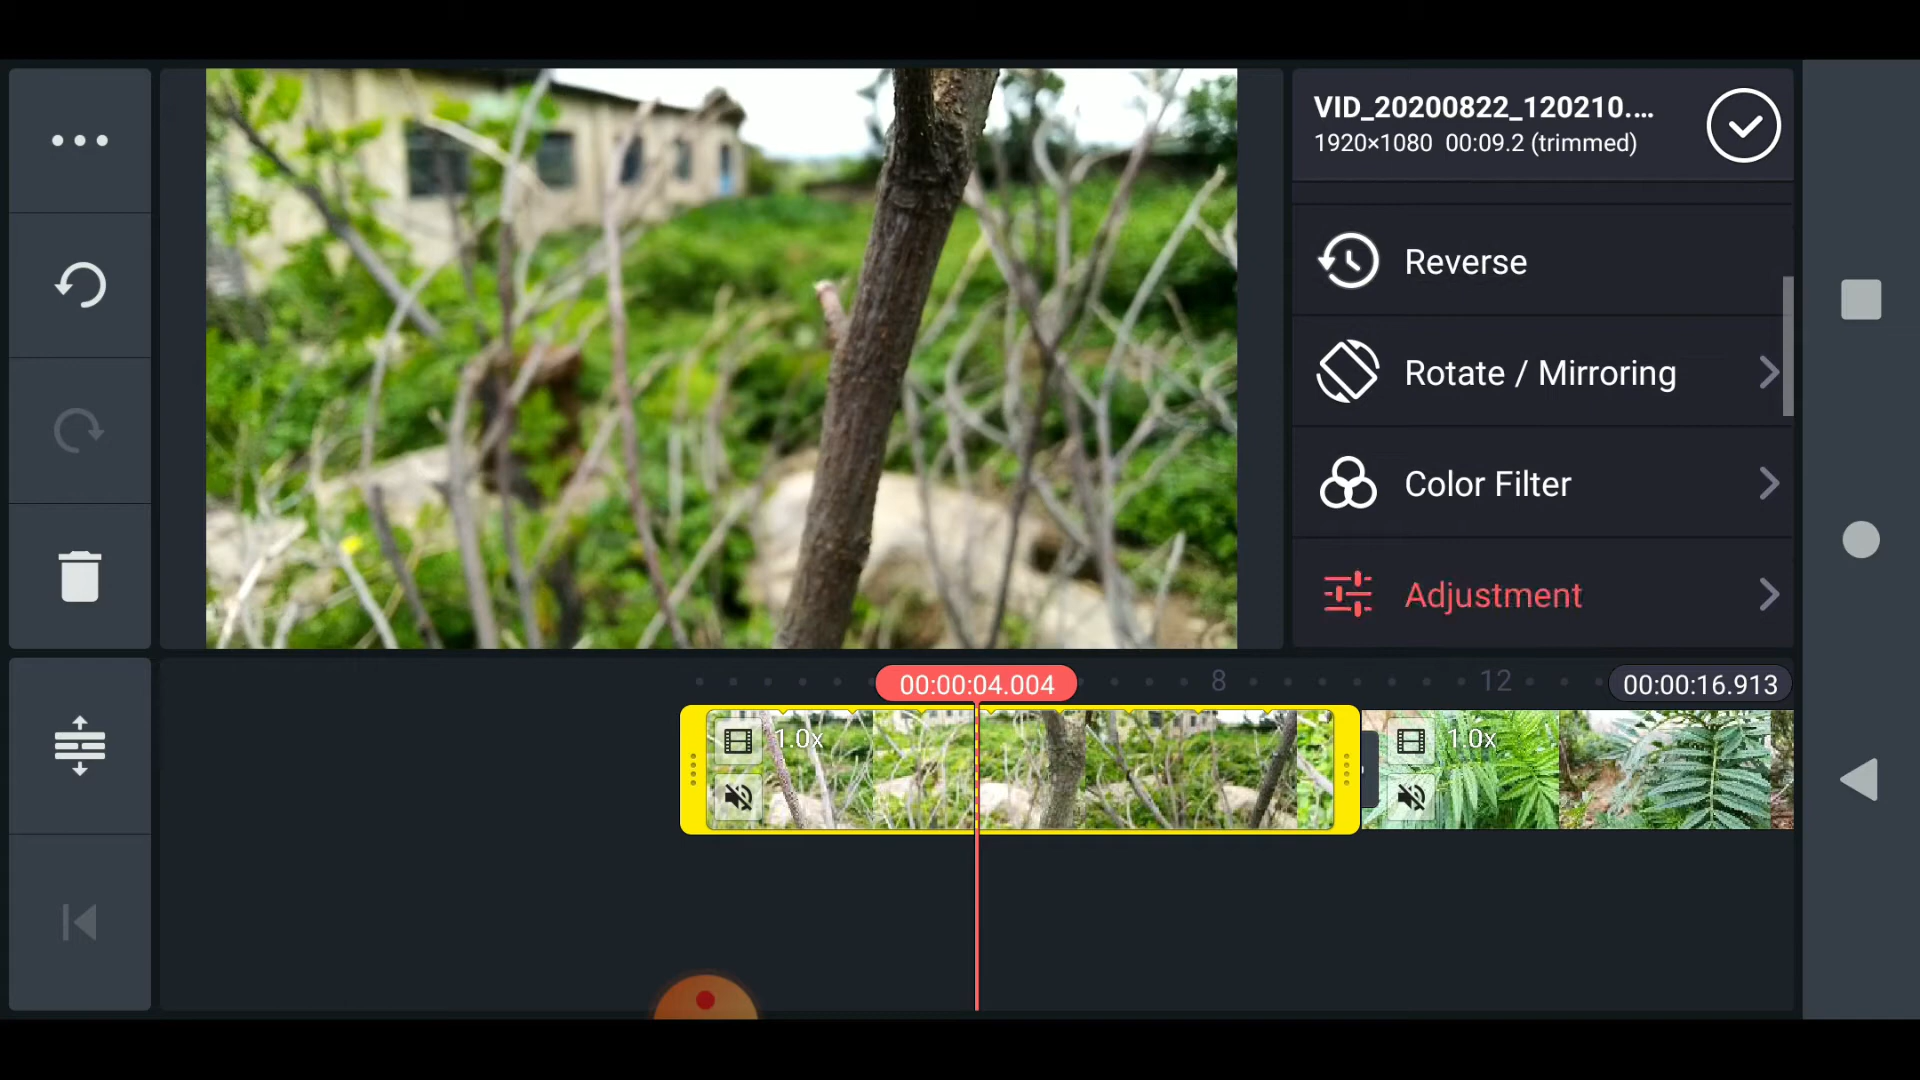 VID_20200822_120210....
1920×1080 00:09.2 (trimmed)
Reverse
Rotate / Mirroring
Color Filter
Adjustment
00:00:04.004
8
12
00:00:16.913
1.0x
1.0x